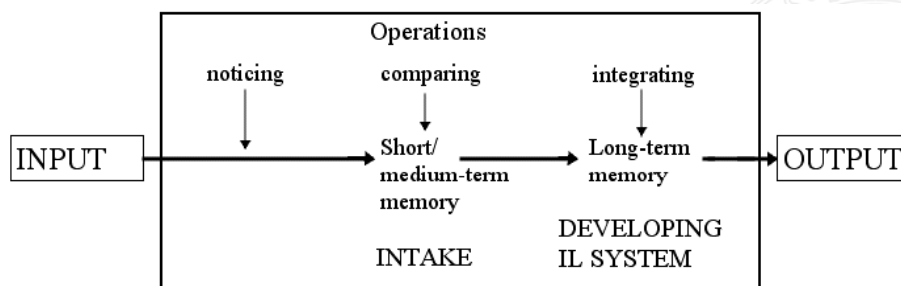 Operations
noticing
comparing
integrating
INPUT
Short/
medium-term
memory
Long-term
memory
OUTPUT
INTAKE
DEVELOPING
IL SYSTEM